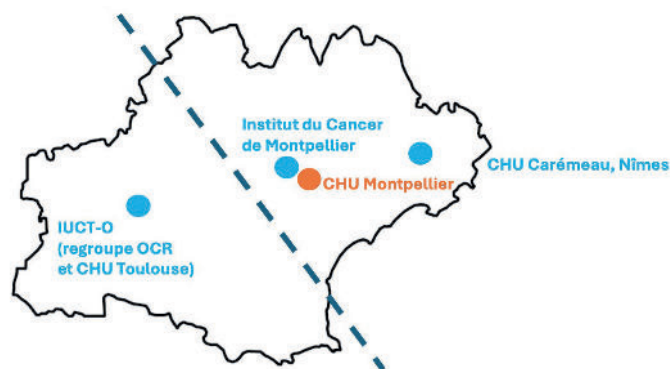 Institut du Cancer
de Montpellier
CHU Montpellier
CHU Carémeau, Nîmes
IUCT-O
(regroupe OCR
et CHU Toulouse)